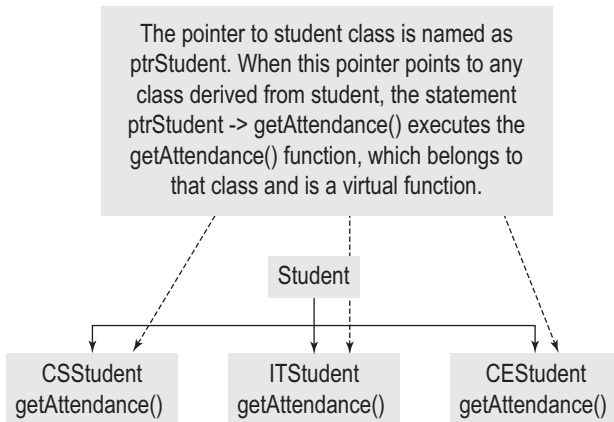 The pointer to student class is named as
ptrStudent. When this pointer points to any
class derived from student, the statement
ptrStudent -> getAttendance() executes the
getAttendance() function, which belongs to
that class and is a virtual function.
Student
CSStudent
getAttendance()
ITStudent
getAttendance()
CEStudent
getAttendance()